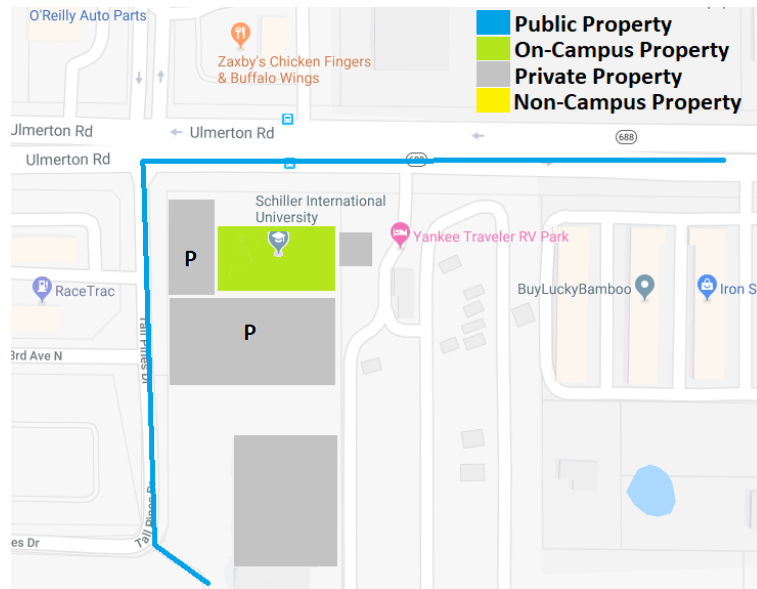 O'Reilly Auto Parts
Public Property
On-Campus Property
Private Property
Non-Campus Property
Zaxby's Chicken Fingers
& Buffalo Wings
Ulmerton Rd
Ulmerton Rd
688
Ulmerton Rd
Schiller International
University
Yankee Traveler RV Park
P
RaceTrac
BuyLuckyBamboo
Iron S
P
3rd Ave N
Tall Pines Dr
Tall Pines Dr
es Dr